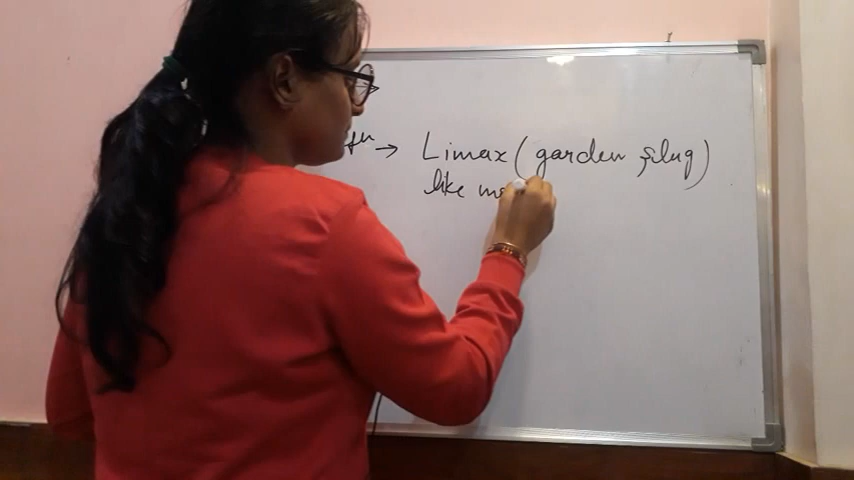 → Limax (garden slug)
like